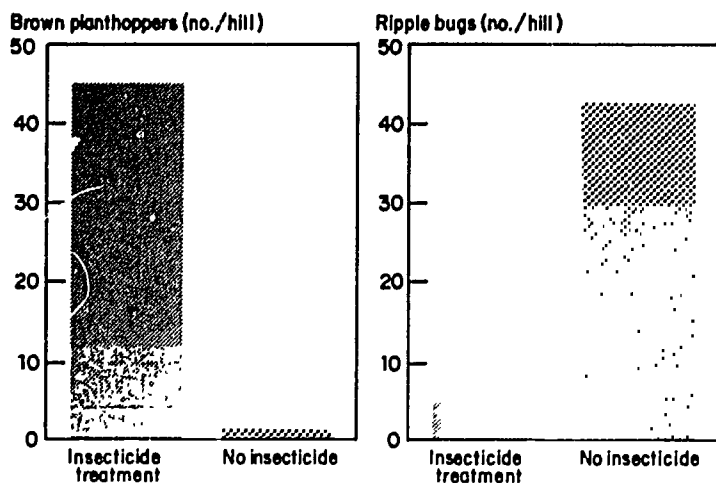 Brown planthoppers (no./hill)
50
40
30
20
10
0
Insecticide
treatment
No insecticide
Ripple bugs (no./hill)
50
40
30
20
10
0
Insecticide
treatment
No insecticide